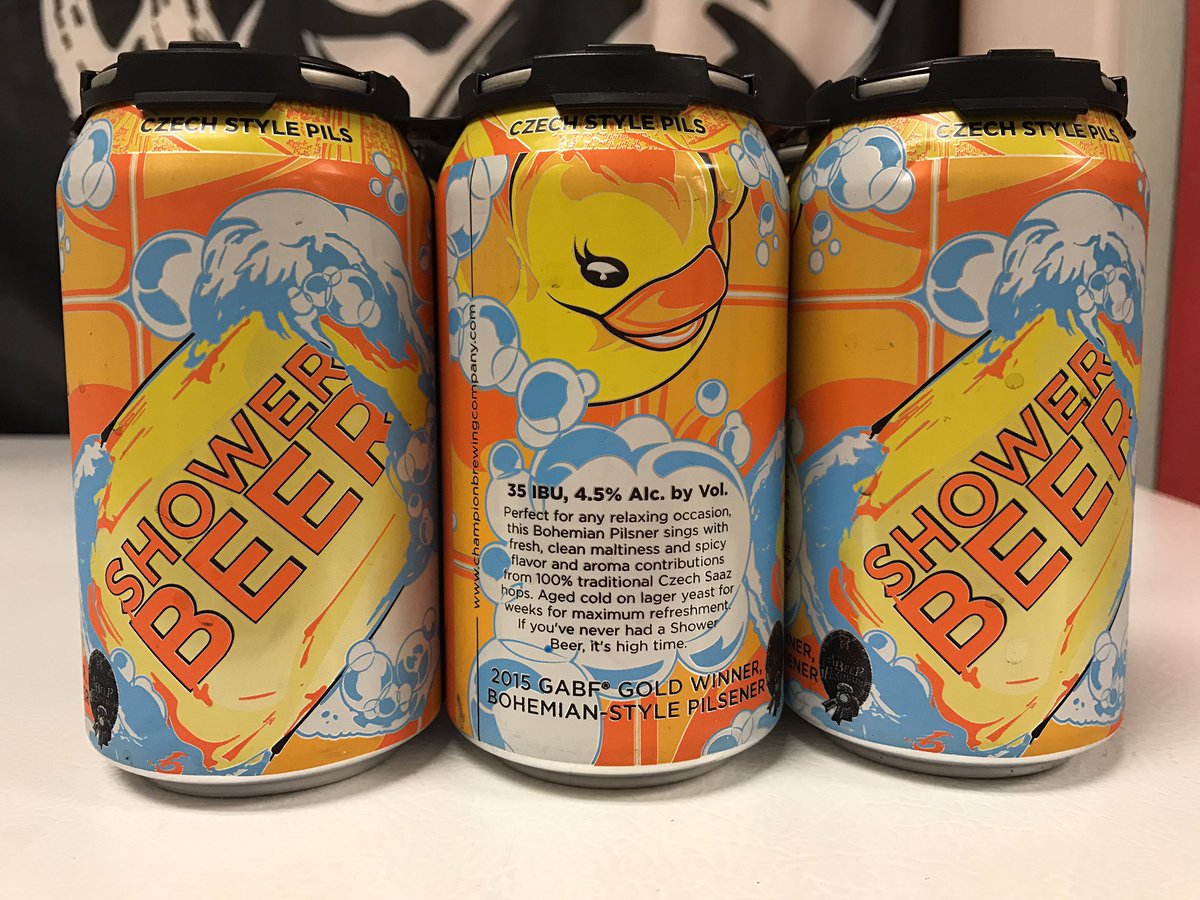 CZECH STYLE PILS
SHOWER
BEER
CZECH STYLE PILS
www.championbrewingcompany.com
35 IBU, 4.5% Alc. by Vol.
Perfect for any relaxing occasion,
this Bohemian Pilsner sings with
fresh, clean maltiness and spicy
flavor and aroma contributions
from 100% traditional Czech Saaz
hops. Aged cold on lager yeast for
weeks for maximum refreshment.
If you've never had a Shower
Beer, it's high time.
2015 GABF® GOLD WINNER,
BOHEMIAN-STYLE PILSENER
CZECH STYLE PILS
SHOWER
BEER